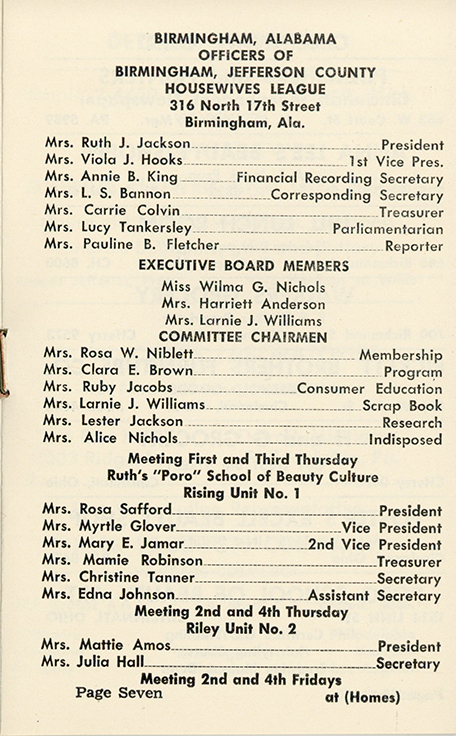 BIRMINGHAM, ALABAMA
OFFICERS OF
BIRMINGHAM, JEFFERSON COUNTY
HOUSEWIVES LEAGUE
316 North 17th Street
Birmingham, Ala.
Mrs. Ruth J. Jackson President
Mrs. Viola J. Hooks 1st Vice Pres.
Mrs. Annie B. King Financial Recording Secretary
Mrs. L. S. Bannon Corresponding Secretary
Mrs. Carrie Colvin Treasurer
Mrs. Lucy Tankersley Parliamentarian
Mrs. Pauline B. Fletcher Reporter
EXECUTIVE BOARD MEMBERS
Miss Wilma G. Nichols
Mrs. Harriett Anderson
Mrs. Larnie J. Williams
COMMITTEE CHAIRMEN
Mrs. Rosa W. Niblett Membership
Mrs. Clara E. Brown Program
Mrs. Ruby Jacobs Consumer Education
Mrs. Larnie J. Williams Scrap Book
Mrs. Lester Jackson Research
Mrs. Alice Nichols Indisposed
Meeting First and Third Thursday
Ruth's "Poro" School of Beauty Culture
Rising Unit No. 1
Mrs. Rosa Safford President
Mrs. Myrtle Glover Vice President
Mrs. Mary E. Jamar 2nd Vice President
Mrs. Mamie Robinson Treasurer
Mrs. Christine Tanner Secretary
Mrs. Edna Johnson Assistant Secretary
Meeting 2nd and 4th Thursday
Riley Unit No. 2
Mrs. Mattie Amos President
Mrs. Julia Hall Secretary
Meeting 2nd and 4th Fridays
Page Seven at (Homes)